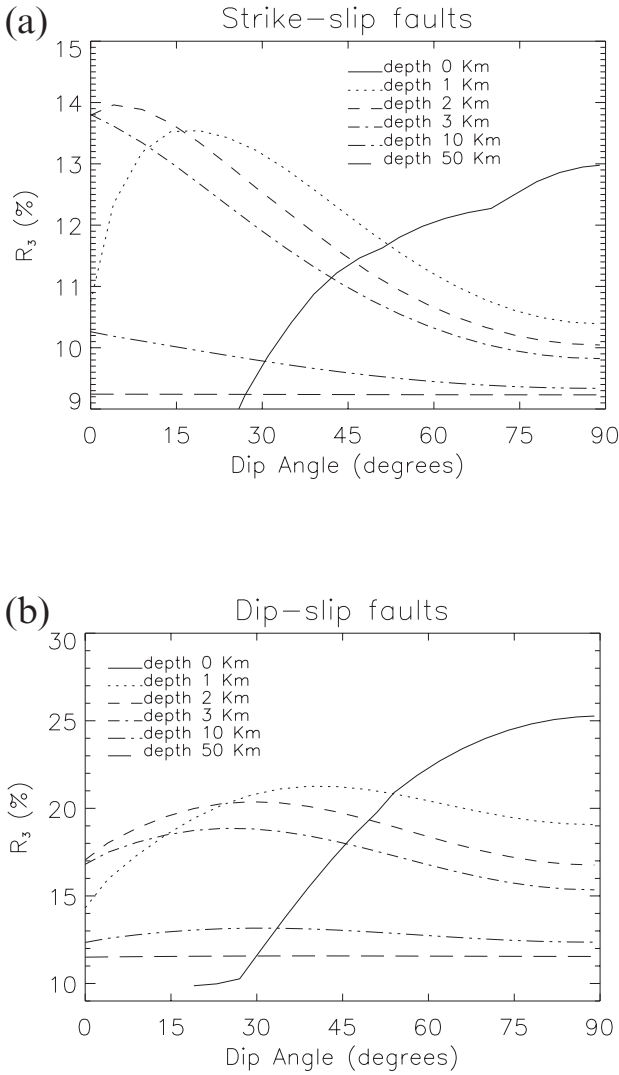 (a)
Strike-slip faults
15
14
13
12
11
10
9
R₃ (%)
depth 0 Km
depth 1 Km
depth 2 Km
depth 3 Km
depth 10 Km
depth 50 Km
0 15 30 45 60 75 90
Dip Angle (degrees)
(b)
Dip-slip faults
30
25
20
15
10
R₃ (%)
depth 0 Km
depth 1 Km
depth 2 Km
depth 3 Km
depth 10 Km
depth 50 Km
0 15 30 45 60 75 90
Dip Angle (degrees)